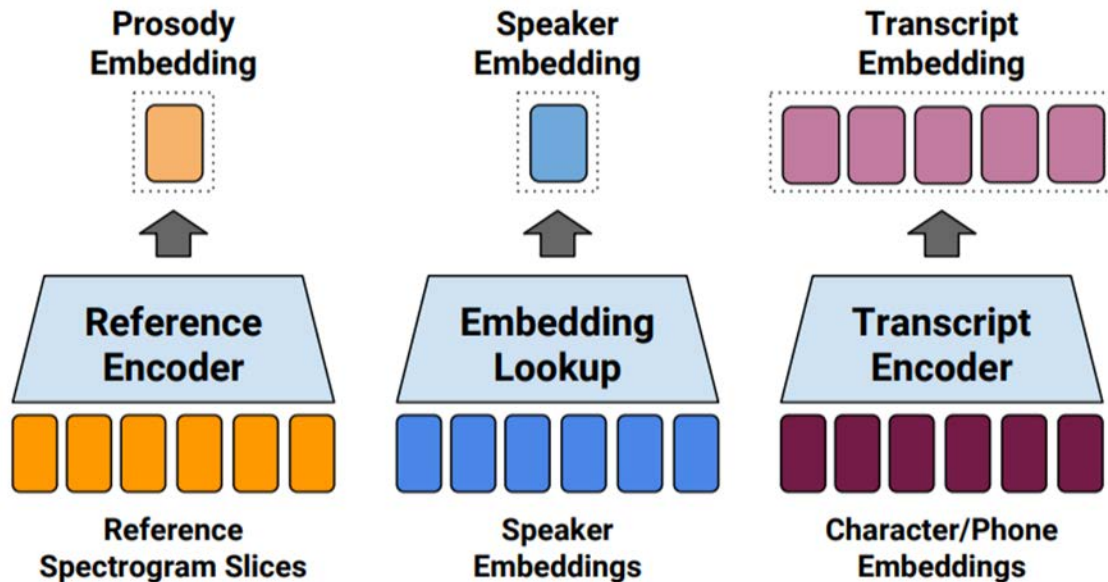 Prosody
Embedding
Speaker
Embedding
Transcript
Embedding
Reference
Encoder
Embedding
Lookup
Transcript
Encoder
Reference
Spectrogram Slices
Speaker
Embeddings
Character/Phone
Embeddings